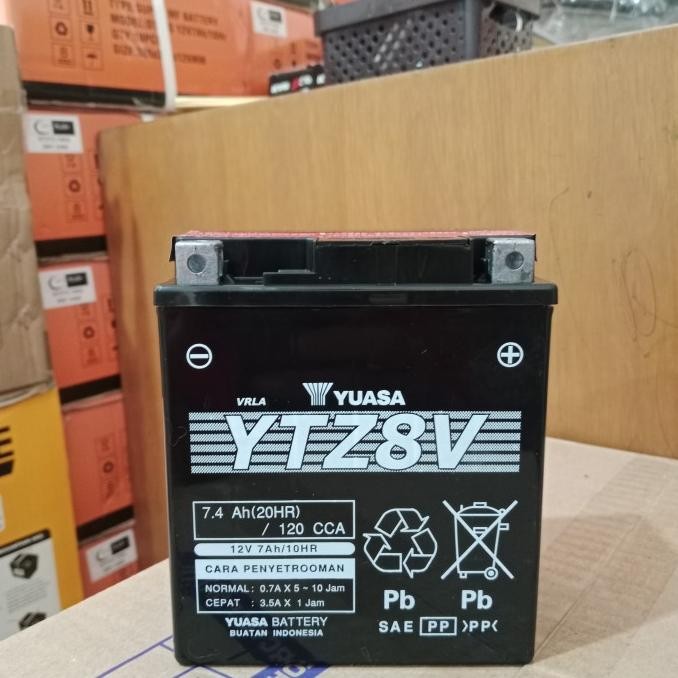 VRLA YUASA
YTZ8V
7.4 Ah(20HR)
/ 120 CCA
12V 7Ah/10HR
CARA PENYETROOMAN
NORMAL : 0.7A X 5 ~ 10 Jam
CEPAT : 3.5A X 1 Jam
YUASA BATTERY
BUATAN INDONESIA
Pb Pb
SAE PP >PP<